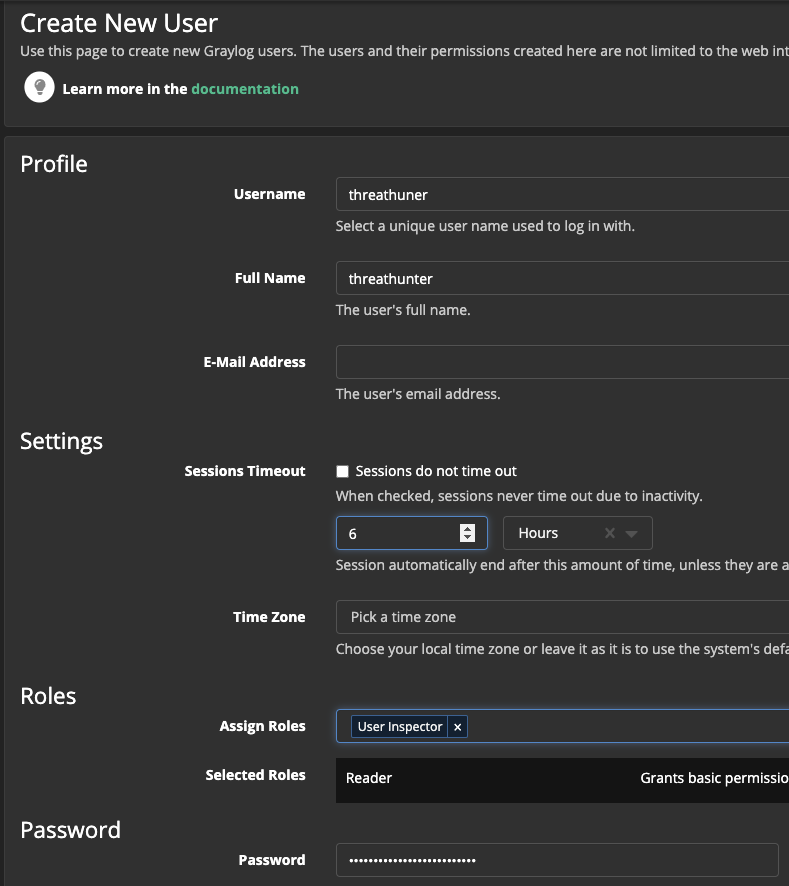 Create New User
Use this page to create new Graylog users. The users and their permissions created here are not limited to the web int
Learn more in the documentation
Profile
Username
threathuner
Select a unique user name used to log in with.
Full Name
threathunter
The user's full name.
E-Mail Address
The user's email address.
Settings
Sessions Timeout
Sessions do not time out
When checked, sessions never time out due to inactivity.
6
Hours
Session automatically end after this amount of time, unless they are a
Time Zone
Pick a time zone
Choose your local time zone or leave it as it is to use the system's defa
Roles
Assign Roles
User Inspector ×
Selected Roles
Reader Grants basic permissio
Password
Password
••••••••••••••••••••••••••